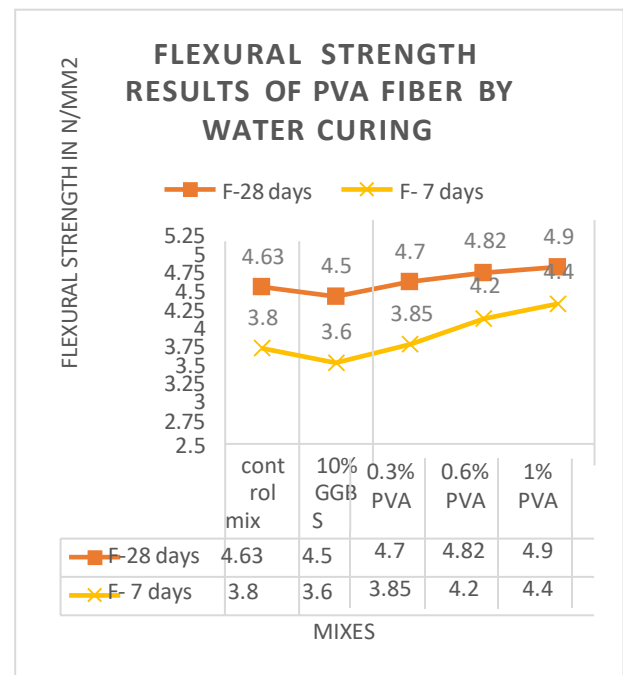 FLEXURAL STRENGTH
RESULTS OF PVA FIBER BY
WATER CURING
FLEXURAL STRENGTH IN N/MM2
F-28 days
F- 7 days
5.25
5
4.75
4.5
4.25
4
3.75
3.5
3.25
3
2.75
2.5
4.63
4.5
4.7
4.82
4.9
3.8
3.6
3.85
4.2
4.4
cont
rol
mix
10%
GGB
S
0.3%
PVA
0.6%
PVA
1%
PVA
F-28 days 4.63 4.5 4.7 4.82 4.9
F- 7 days 3.8 3.6 3.85 4.2 4.4
MIXES